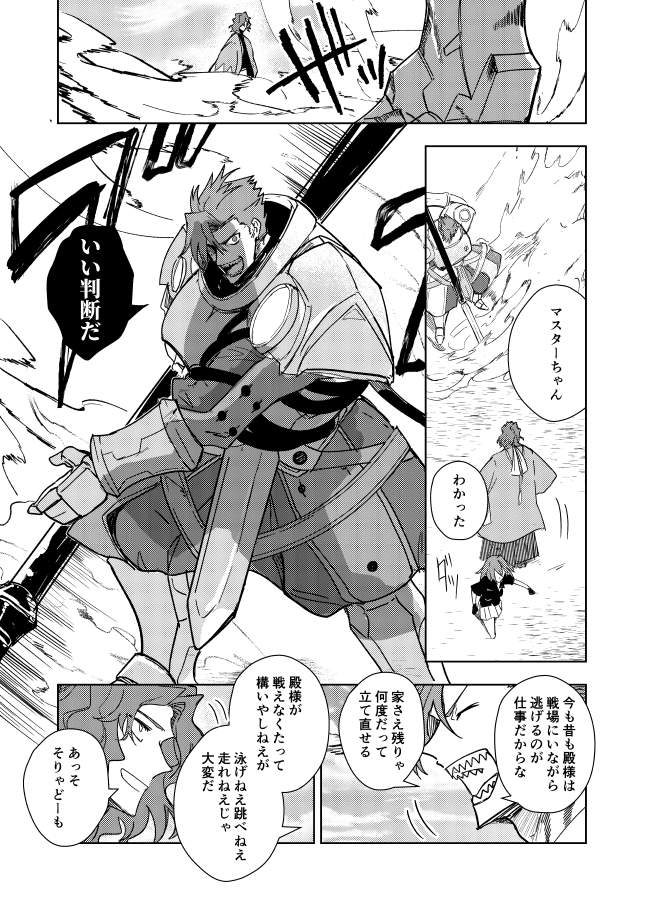 マスターちゃん
わかった
ダッ
いい判断だ
今も昔も殿様は
戦場にいながら
逃げるのが
仕事だからな
家さえ残りゃ
何度だって
立て直せる
殿様が
戦えなくたって
構いやしねえが
泳げねえ跳べねえ
走れねえじゃ
大変だ
あっそ
そりゃどーも